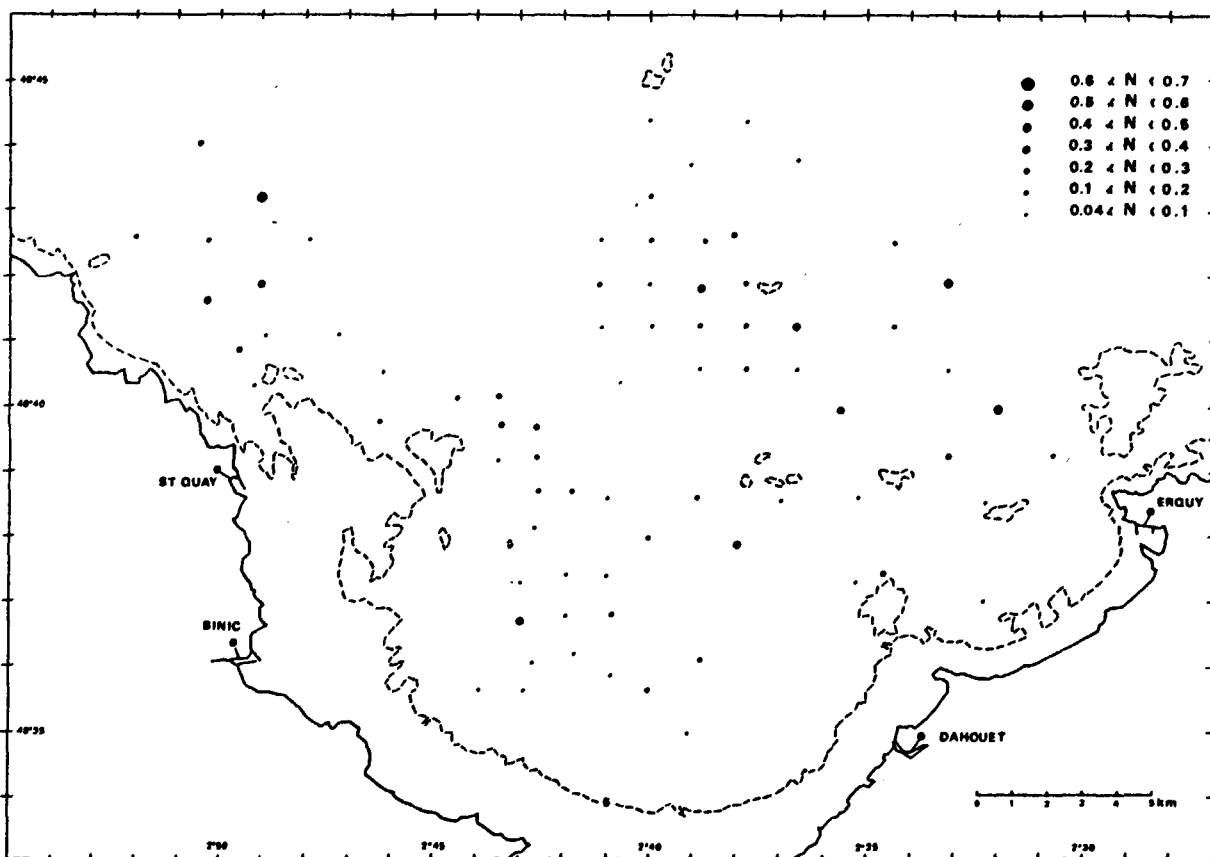 48°45
0.6 < N < 0.7
0.5 < N < 0.6
0.4 < N < 0.5
0.3 < N < 0.4
0.2 < N < 0.3
0.1 < N < 0.2
0.04 < N < 0.1
48°40
ST QUAY
ERQUY
BINIC
48°35
DAHOUET
0 1 2 3 4 5 km
2°50 2°45 2°40 2°35 2°30